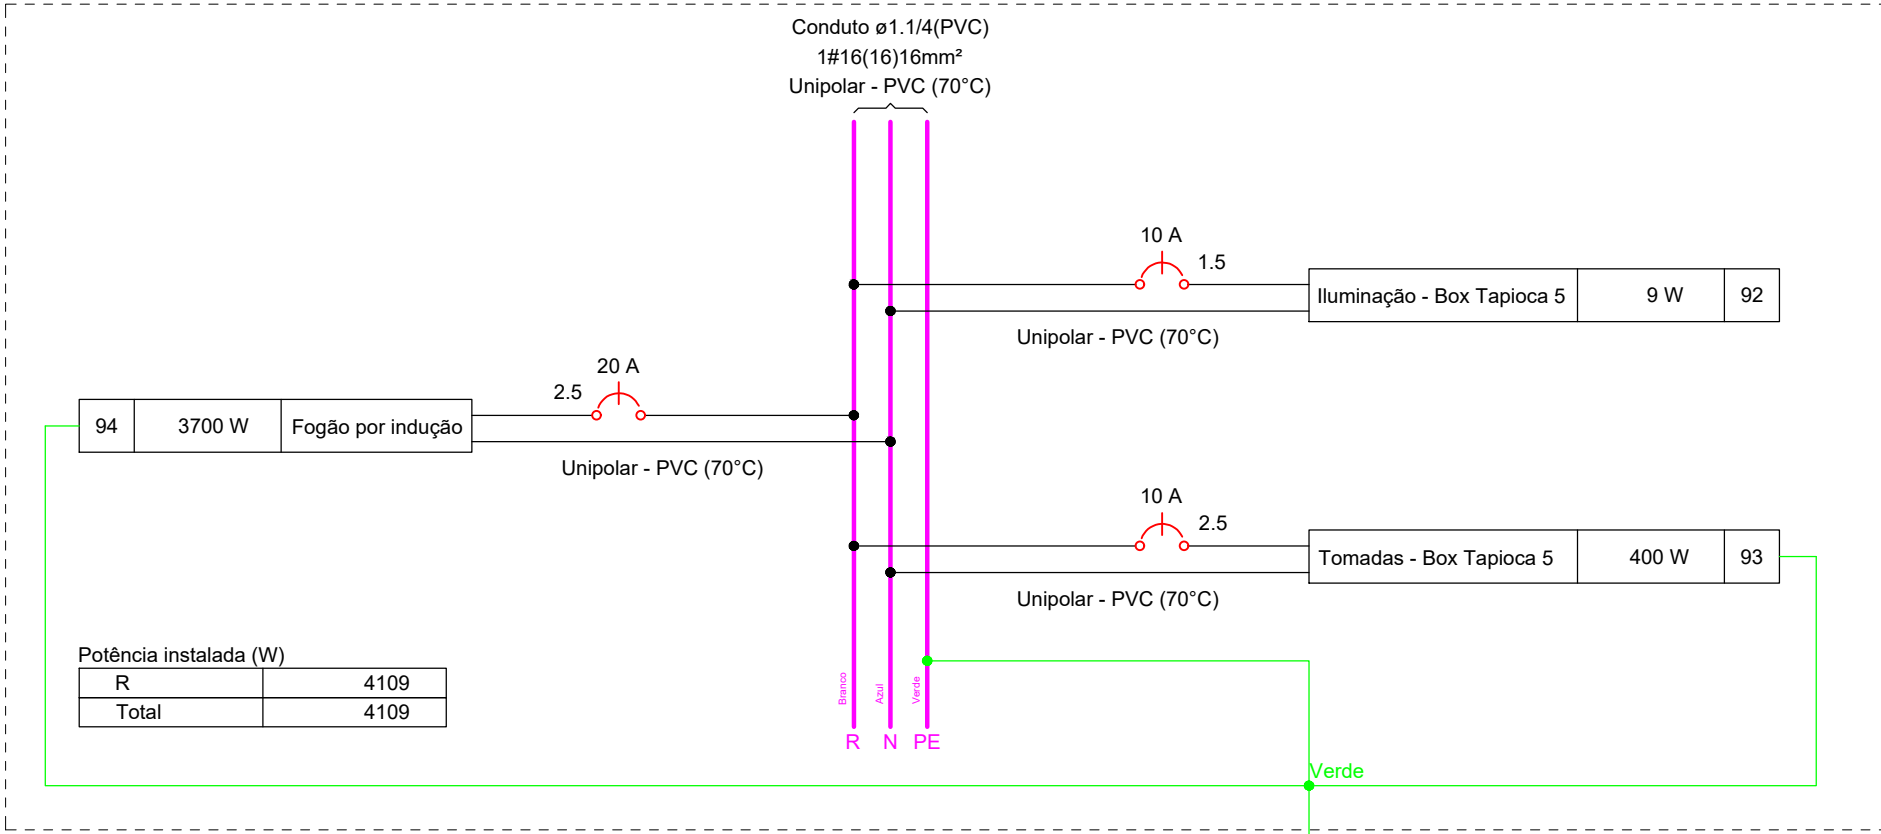 Conduto ø1.1/4(PVC)
1#16(16)16mm²
Unipolar - PVC (70°C)
10 A
1.5
Iluminação - Box Tapioca 5 9 W 92
Unipolar - PVC (70°C)
20 A
2.5
94 3700 W Fogão por indução
Unipolar - PVC (70°C)
10 A
2.5
Tomadas - Box Tapioca 5 400 W 93
Unipolar - PVC (70°C)
Potência instalada (W)
R 4109
Total 4109
Branco
Azul
Verde
R N PE
Verde